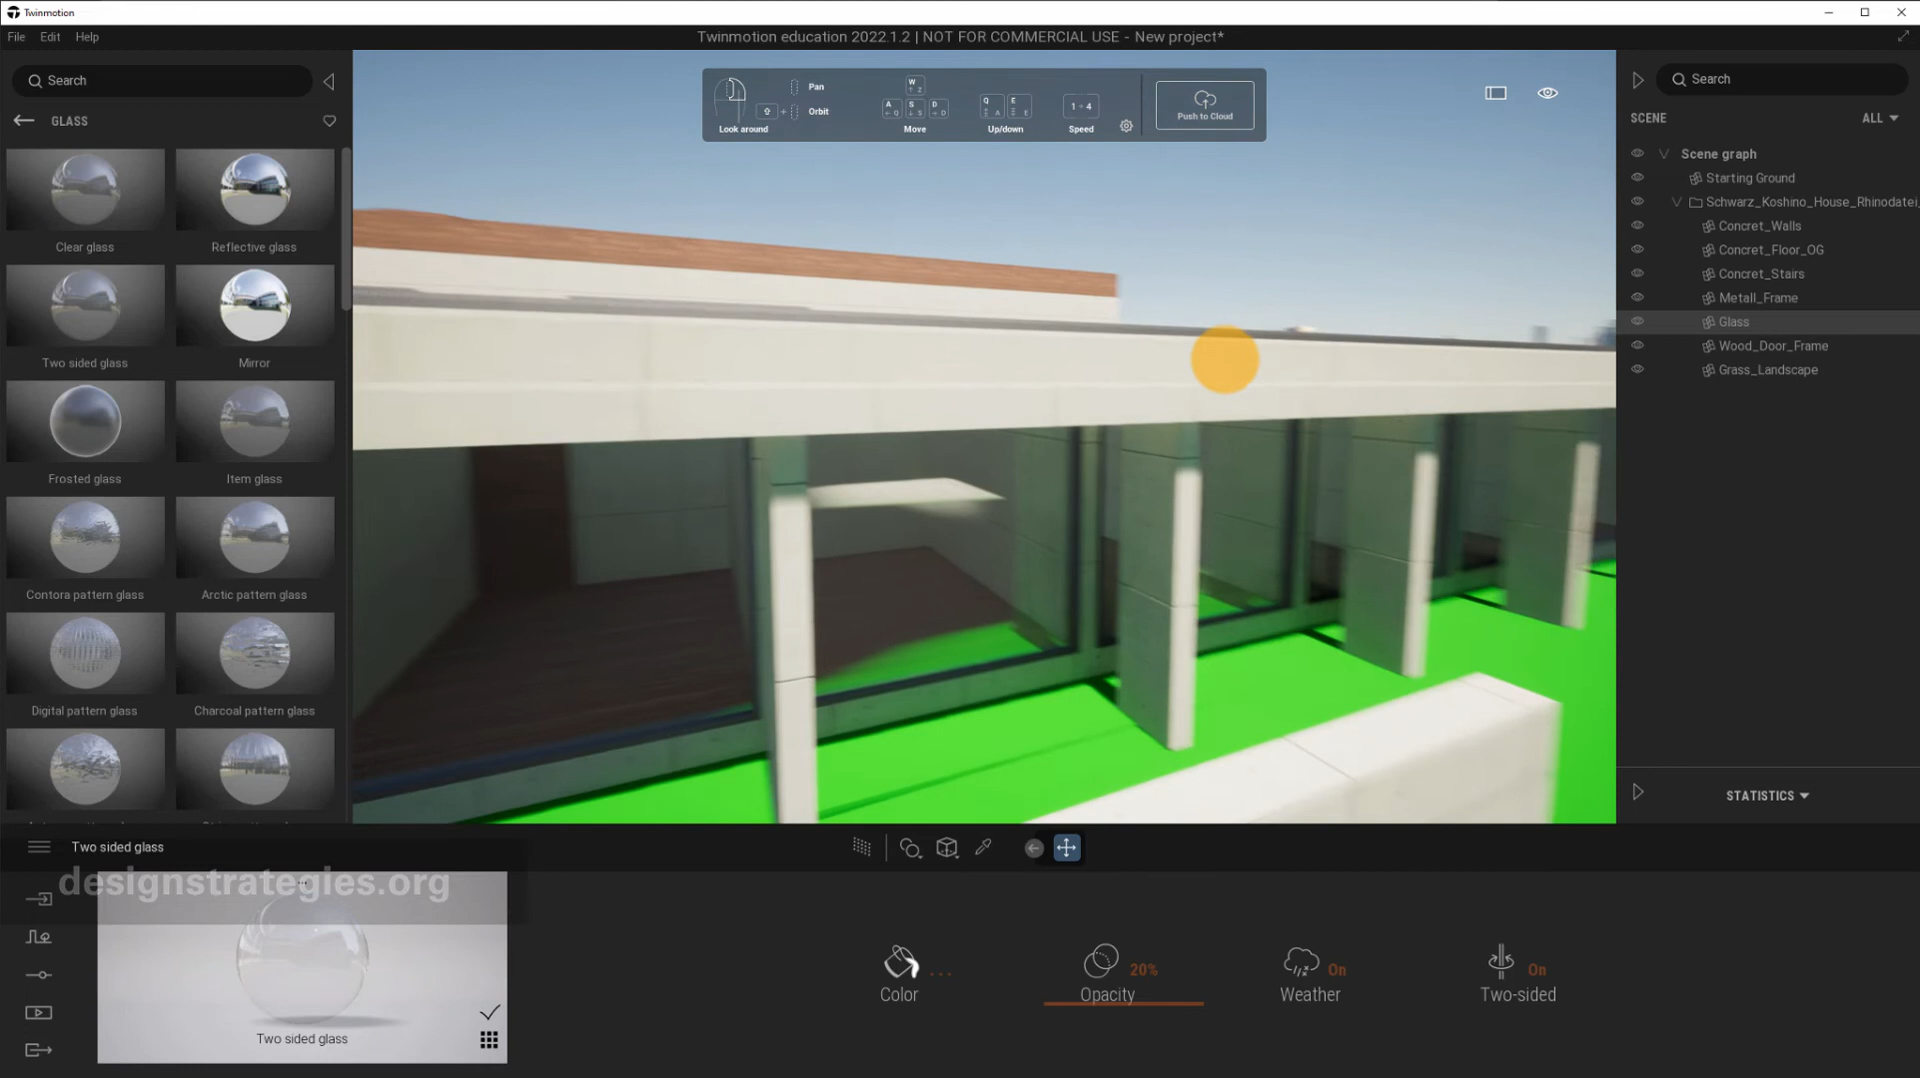 Twinmotion
File Edit Help
Twinmotion education 2022.1.2 | NOT FOR COMMERCIAL USE - New project*
Search
GLASS
Clear glass
Reflective glass
Two sided glass
Mirror
Frosted glass
Item glass
Contora pattern glass
Arctic pattern glass
Digital pattern glass
Charcoal pattern glass
Look around
Pan
Orbit
W
Z
A S D
Q S D
Move
Q E
A E
Up/down
1 4
Speed
Push to Cloud
Search
SCENE
ALL
Scene graph
Starting Ground
Schwarz_Koshino_House_Rhinodatei_
Concret_Walls
Concret_Floor_OG
Concret_Stairs
Metall_Frame
Glass
Wood_Door_Frame
Grass_Landscape
STATISTICS
Two sided glass
designstrategies.org
...
Two sided glass
Color ...
Opacity 20%
Weather On
Two-sided On